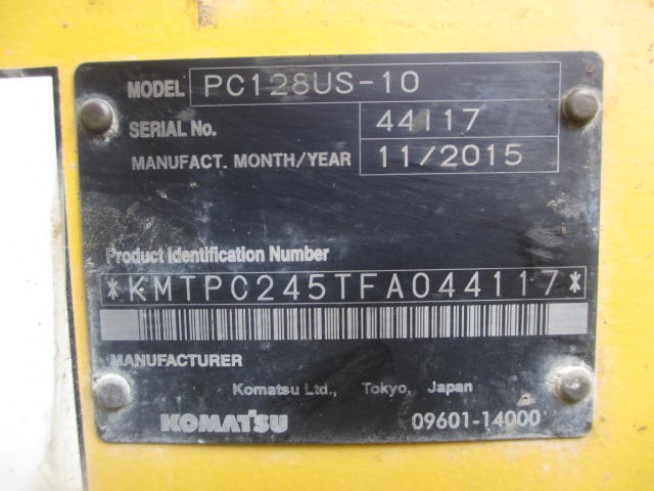 MODEL PC128US-10
SERIAL No. 44117
MANUFACT. MONTH/YEAR 11/2015
Product Identification Number
*KMTPC245TFA044117*
MANUFACTURER
Komatsu Ltd., Tokyo, Japan
KOMATSU 09601-14000